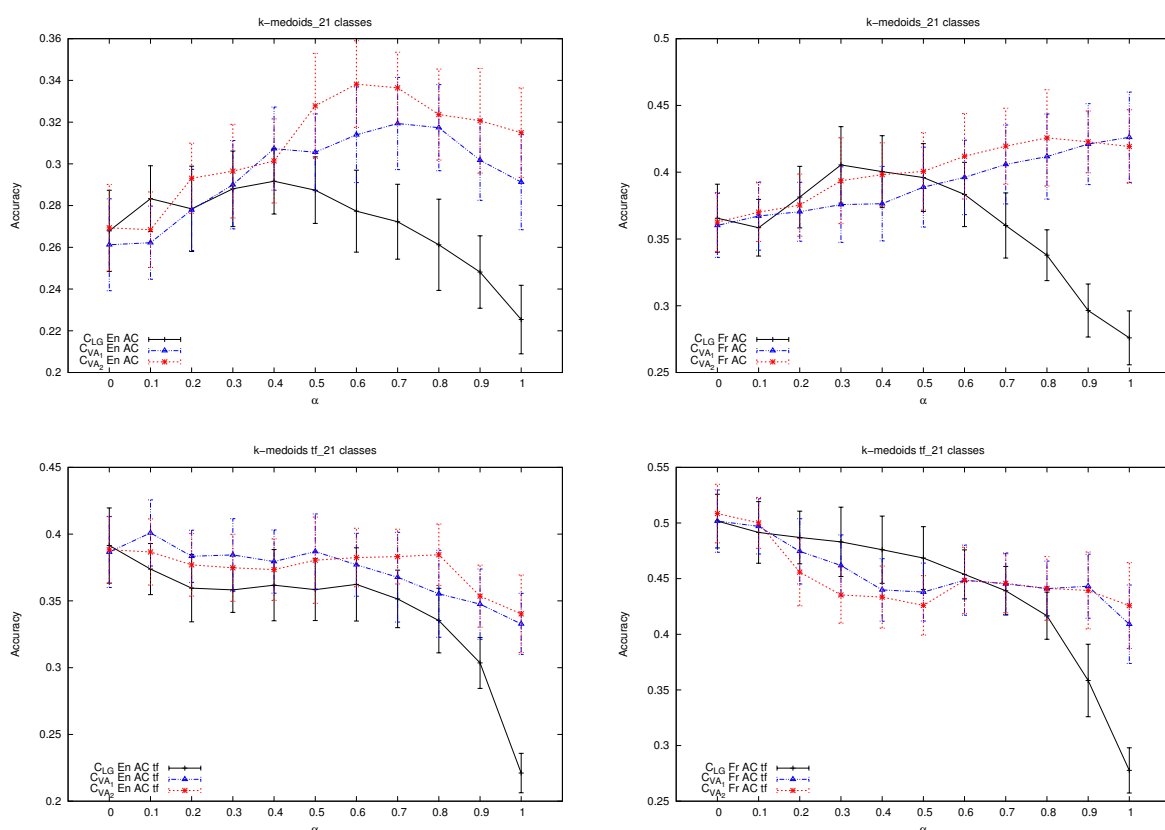 k-medoids_21 classes
0.36
0.34
0.32
0.3
0.28
0.26
0.24
0.22
0.2
Accuracy
C_LG En AC
C_VA1 En AC
C_VA2 En AC
0 0.1 0.2 0.3 0.4 0.5 0.6 0.7 0.8 0.9 1
α
k-medoids_21 classes
0.5
0.45
0.4
0.35
0.3
0.25
Accuracy
C_LG Fr AC
C_VA1 Fr AC
C_VA2 Fr AC
0 0.1 0.2 0.3 0.4 0.5 0.6 0.7 0.8 0.9 1
α
k-medoids tf_21 classes
0.45
0.4
0.35
0.3
0.25
0.2
Accuracy
C_LG En AC tf
C_VA1 En AC tf
C_VA2 En AC tf
0 0.1 0.2 0.3 0.4 0.5 0.6 0.7 0.8 0.9 1
α
k-medoids tf_21 classes
0.55
0.5
0.45
0.4
0.35
0.3
0.25
Accuracy
C_LG Fr AC tf
C_VA1 Fr AC tf
C_VA2 Fr AC tf
0 0.1 0.2 0.3 0.4 0.5 0.6 0.7 0.8 0.9 1
α